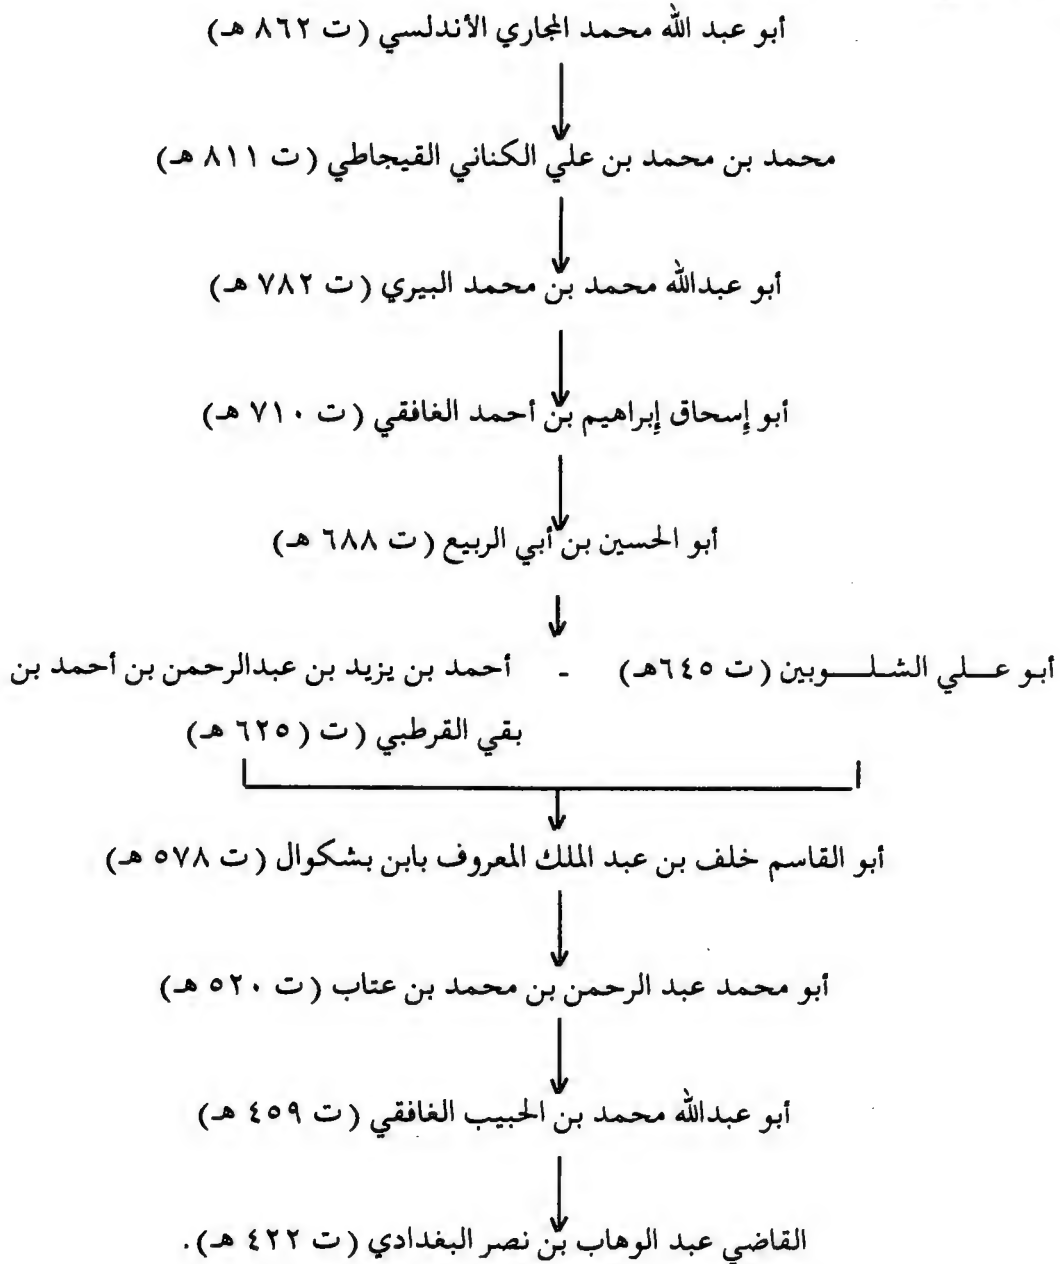 أبو عبد الله محمد المجاري الأندلسي ( ت ٨٦٢ هـ)
محمد بن محمد بن علي الكناني القيجاطي ( ت ٨١١ هـ)
أبو عبدالله محمد بن محمد البيري ( ت ٧٨٢ هـ)
أبو إسحاق إبراهيم بن أحمد الغافقي ( ت ٧١٠ هـ)
أبو الحسين بن أبي الربيع ( ت ٦٨٨ هـ)
أبو عـــلي الشلـــــوبين ( ت ٦٤٥هـ) - أحمد بن يزيد بن عبدالرحمن بن أحمد بن
بقي القرطبي ( ت ( ٦٢٥ هـ)
أبو القاسم خلف بن عبد الملك المعروف بابن بشكوال ( ت ٥٧٨ هـ)
أبو محمد عبد الرحمن بن محمد بن عتاب ( ت ٥٢٠ هـ)
أبو عبدالله محمد بن الحبيب الغافقي ( ت ٤٥٩ هـ)
القاضي عبد الوهاب بن نصر البغدادي ( ت ٤٢٢ هـ).